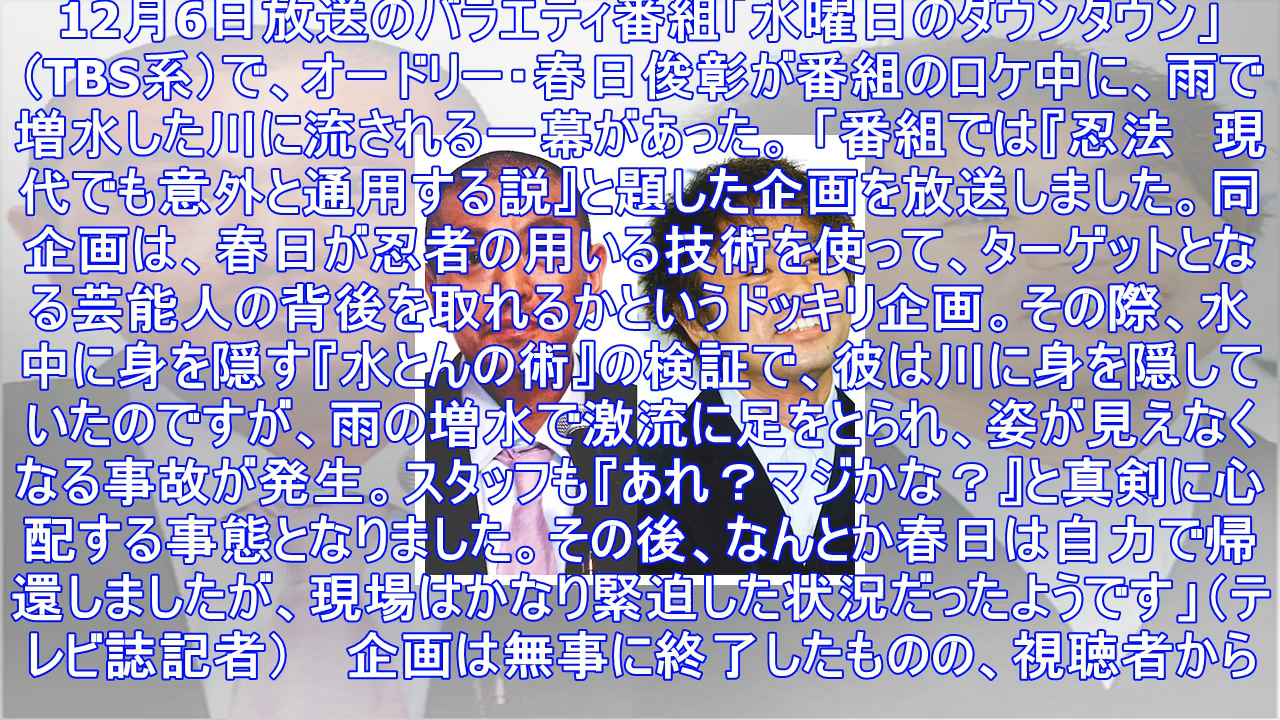 12月6日放送のバラエティ番組「水曜日のダウンタウン」
（TBS系）で、オードリー・春日俊彰が番組のロケ中に、雨で
増水した川に流される一幕があった。「番組では『忍法　現
代でも意外と通用する説』と題した企画を放送しました。同
企画は、春日が忍者の用いる技術を使って、ターゲットとな
る芸能人の背後を取れるかというドッキリ企画。その際、水
中に身を隠す『水とんの術』の検証で、彼は川に身を隠して
いたのですが、雨の増水で激流に足をとられ、姿が見えなく
なる事故が発生。スタッフも『あれ？マジかな？』と真剣に心
配する事態となりました。その後、なんとか春日は自力で帰
還しましたが、現場はかなり緊迫した状況だったようです」（テ
レビ誌記者）　企画は無事に終了したものの、視聴者から